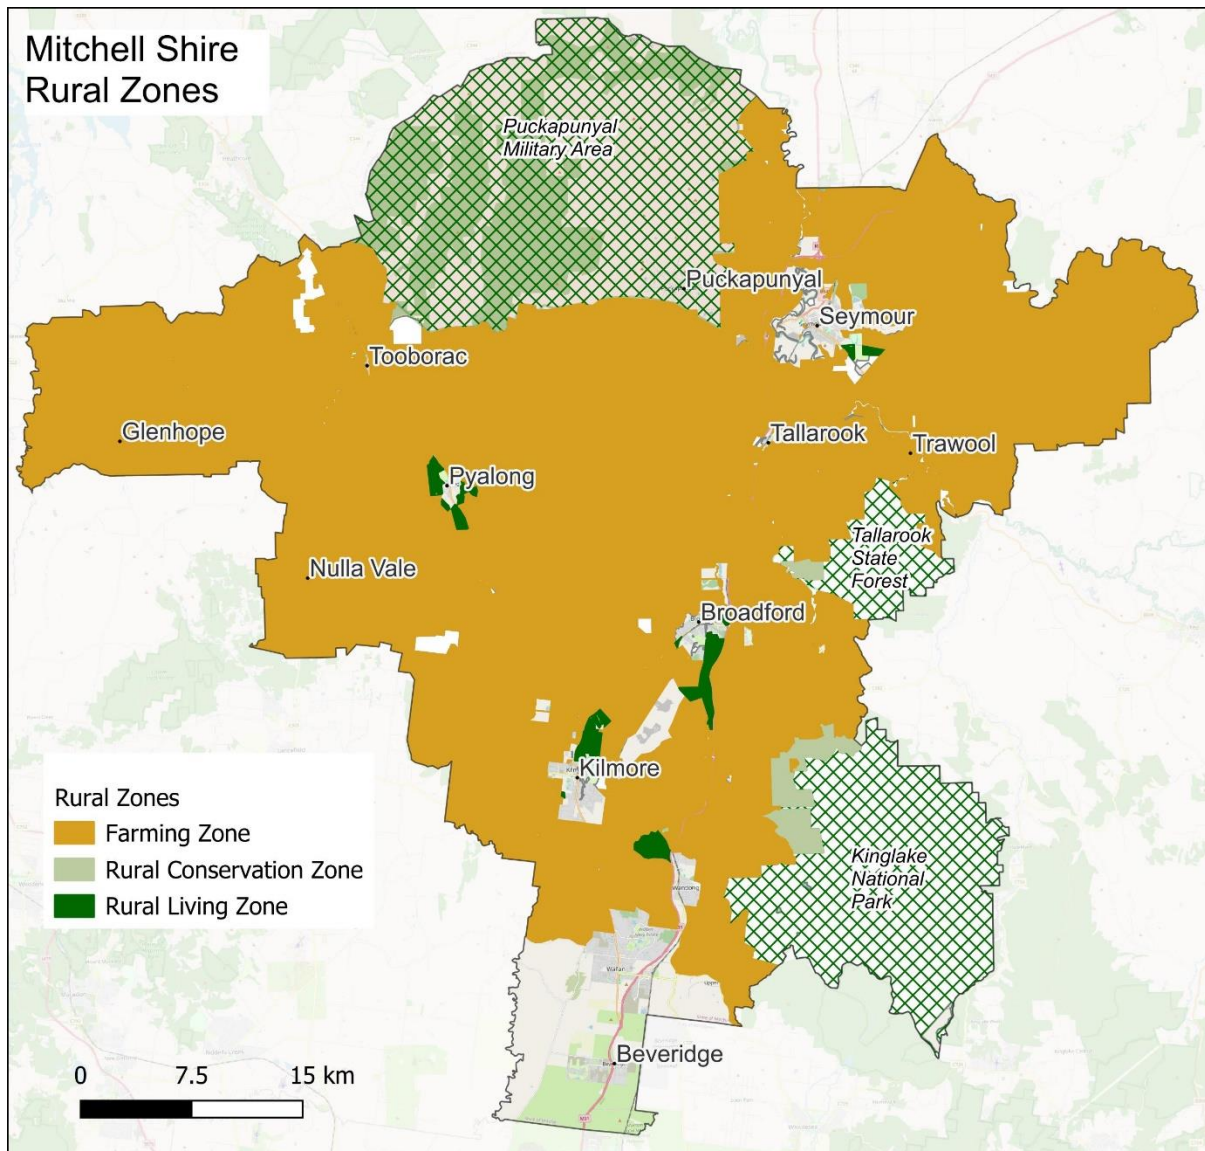 Mitchell Shire
Rural Zones
Puckapunyal
Military Area
Puckapunyal
Seymour
Tooborac
Glenhope
Tallarook
Trawool
Pyalong
Tallarook
State
Forest
Nulla Vale
Broadford
Kilmore
Rural Zones
Farming Zone
Rural Conservation Zone
Rural Living Zone
Kinglake
National
Park
Wandong
Beveridge
0 7.5 15 km